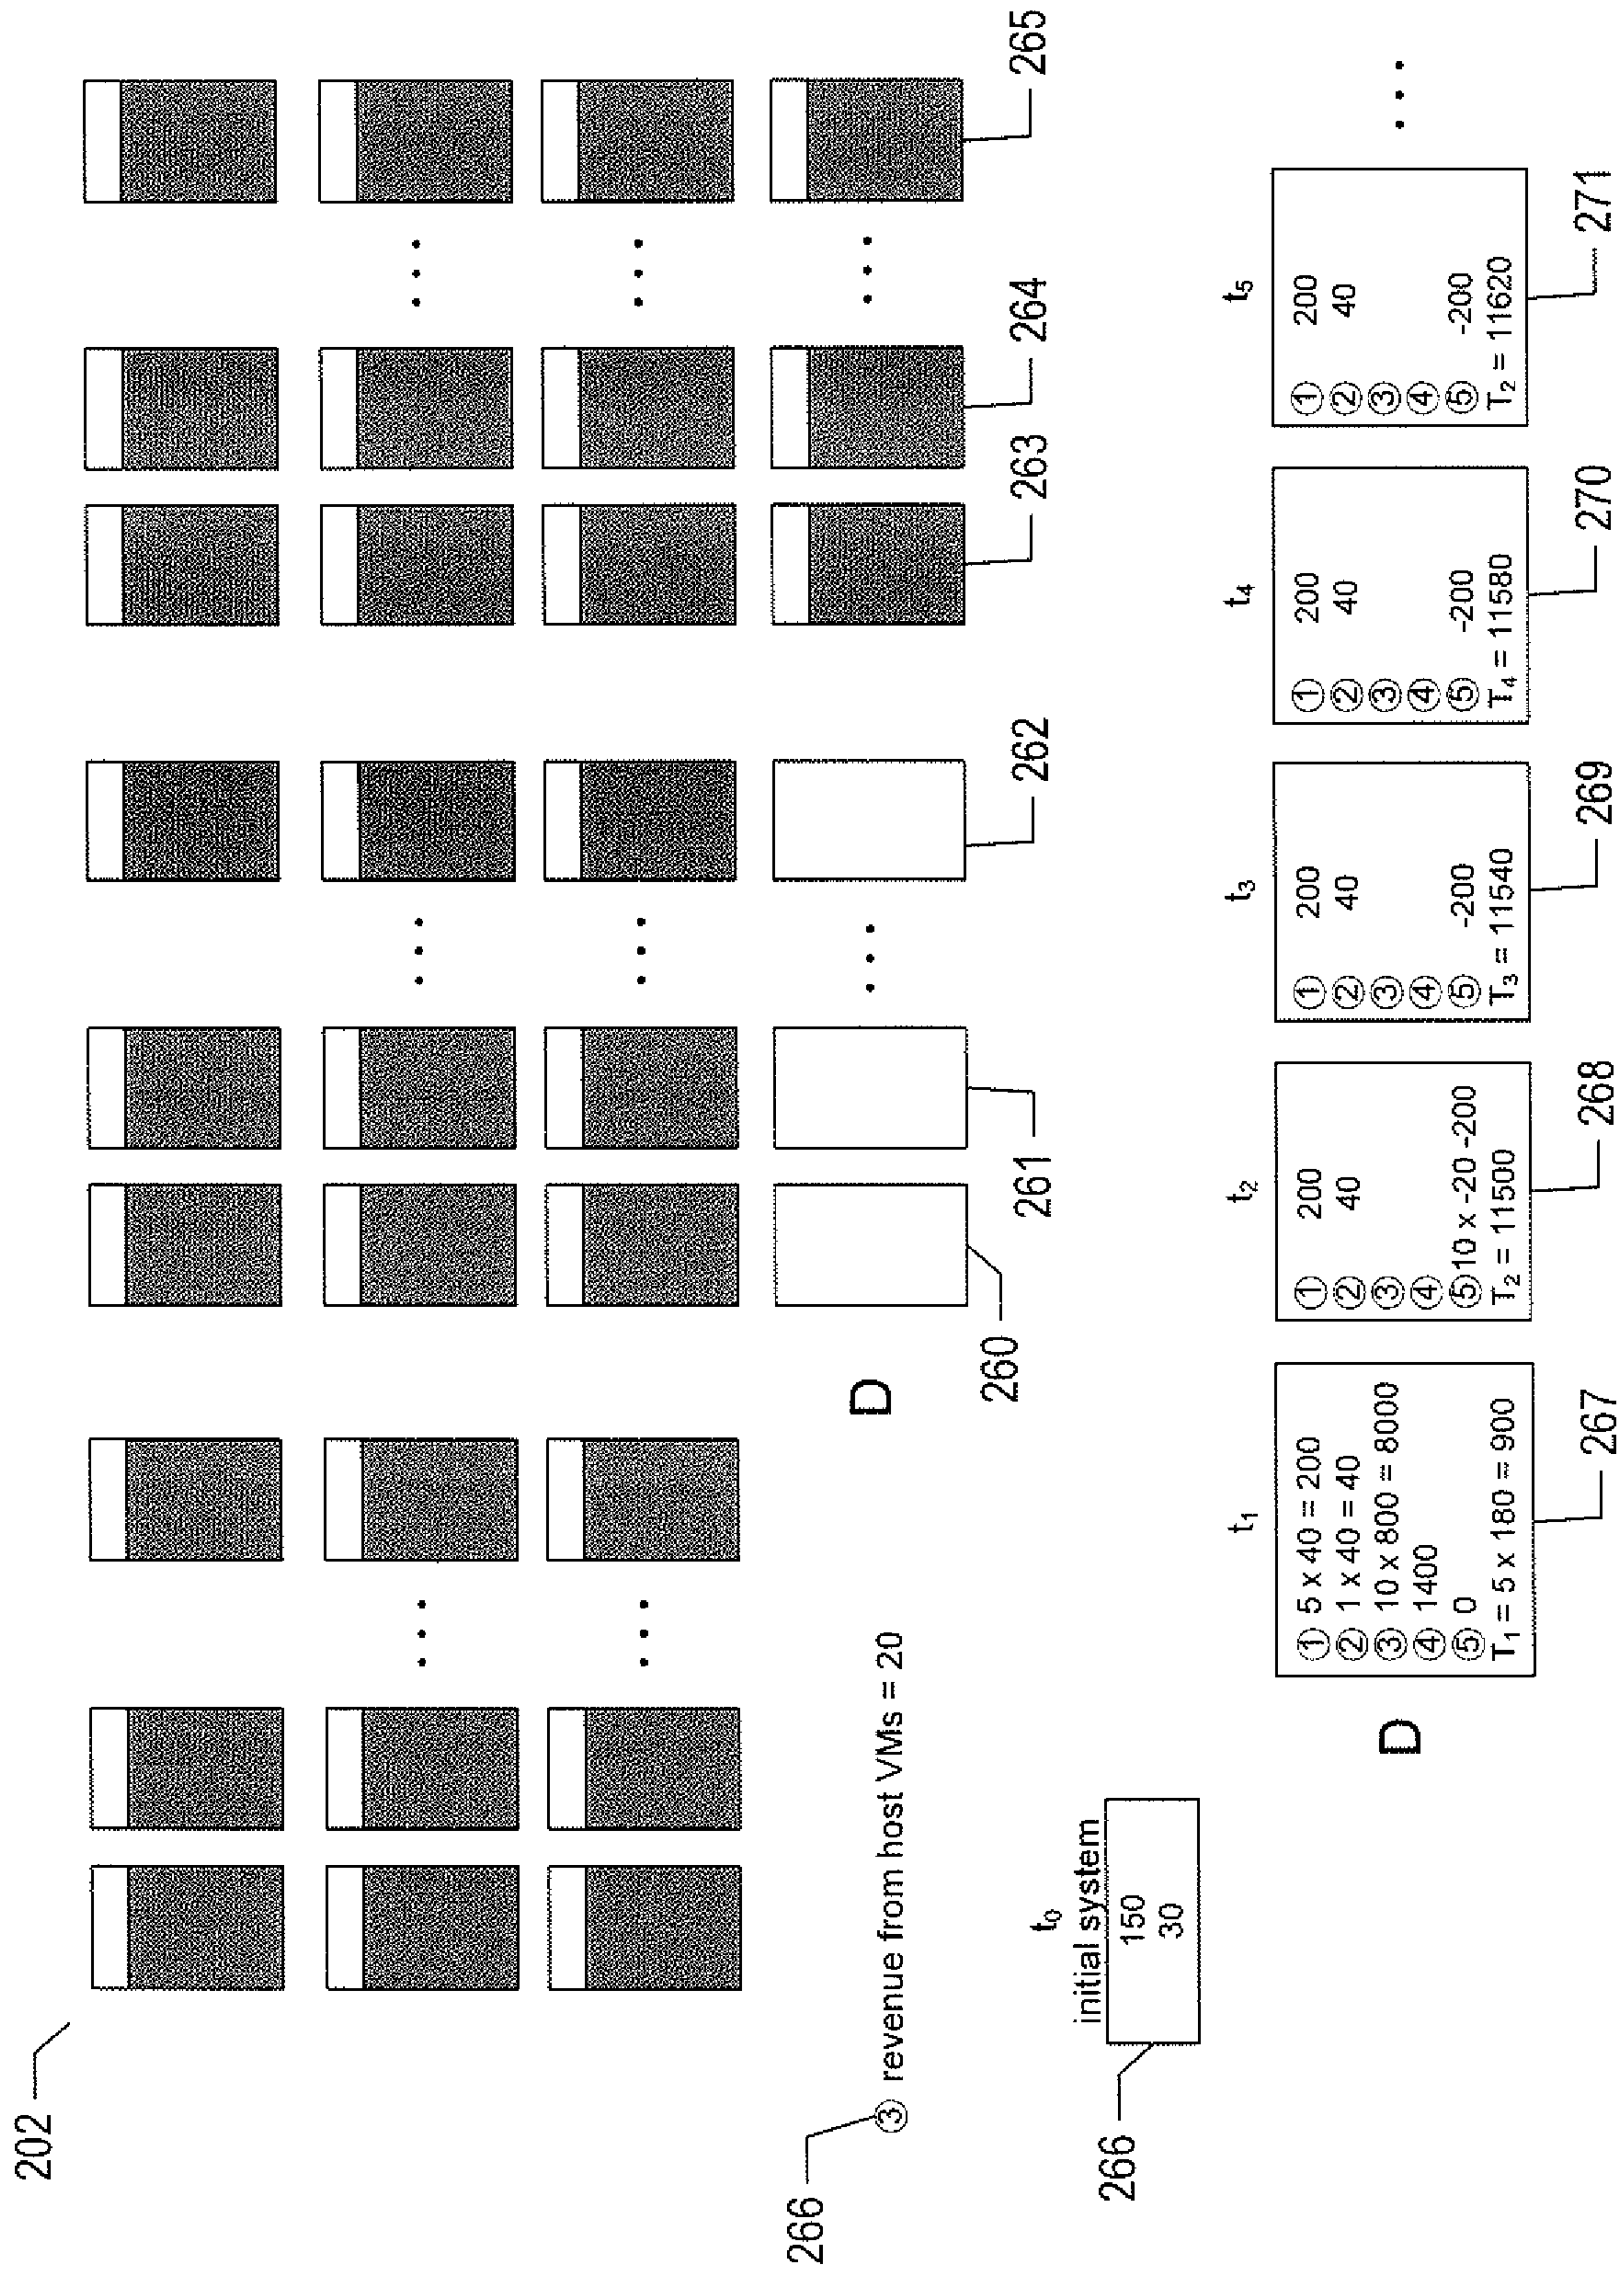 202
D
260
261
262
263
264
265
266
③ revenue from host VMs = 20
t₀
initial system
150
30
266
D
t₁
① 5 x 40 = 200
② 1 x 40 = 40
③ 10 x 800 = 8000
④ 1400
⑤ 0
T₁ = 5 x 180 = 900
267
t₂
① 200
② 40
③
④
⑤ 10 x -20 -200
T₂ = 11500
268
t₃
① 200
② 40
③
④
⑤ -200
T₃ = 11540
269
t₄
① 200
② 40
③
④
⑤ -200
T₄ = 11580
270
t₅
① 200
② 40
③
④
⑤ -200
T₂ = 11620
271